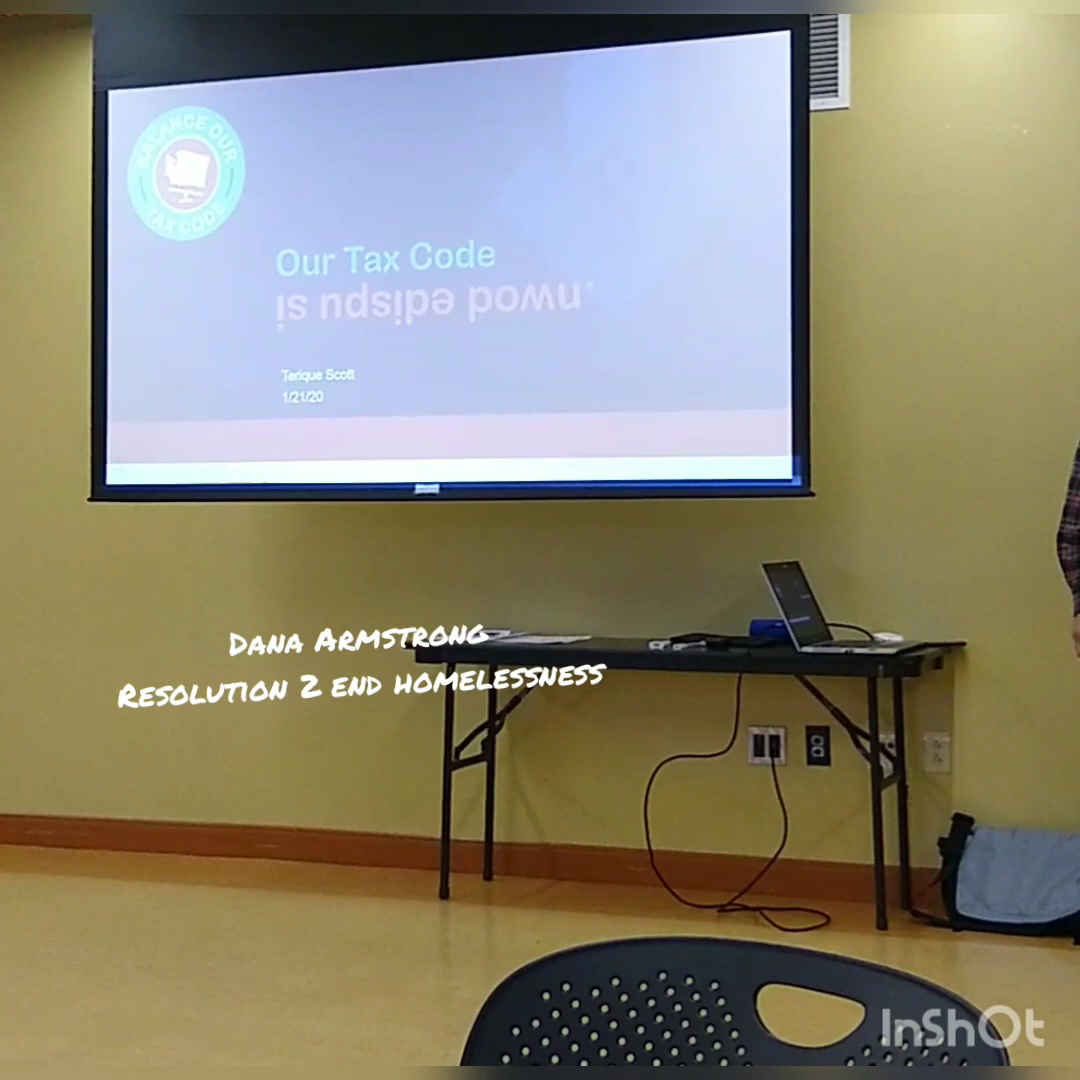 BALANCE OUR
TAX CODE
Our Tax Code
is upside down.
Terique Scott
1/21/20
Dana Armstrong
Resolution 2 end homelessness
InShOt